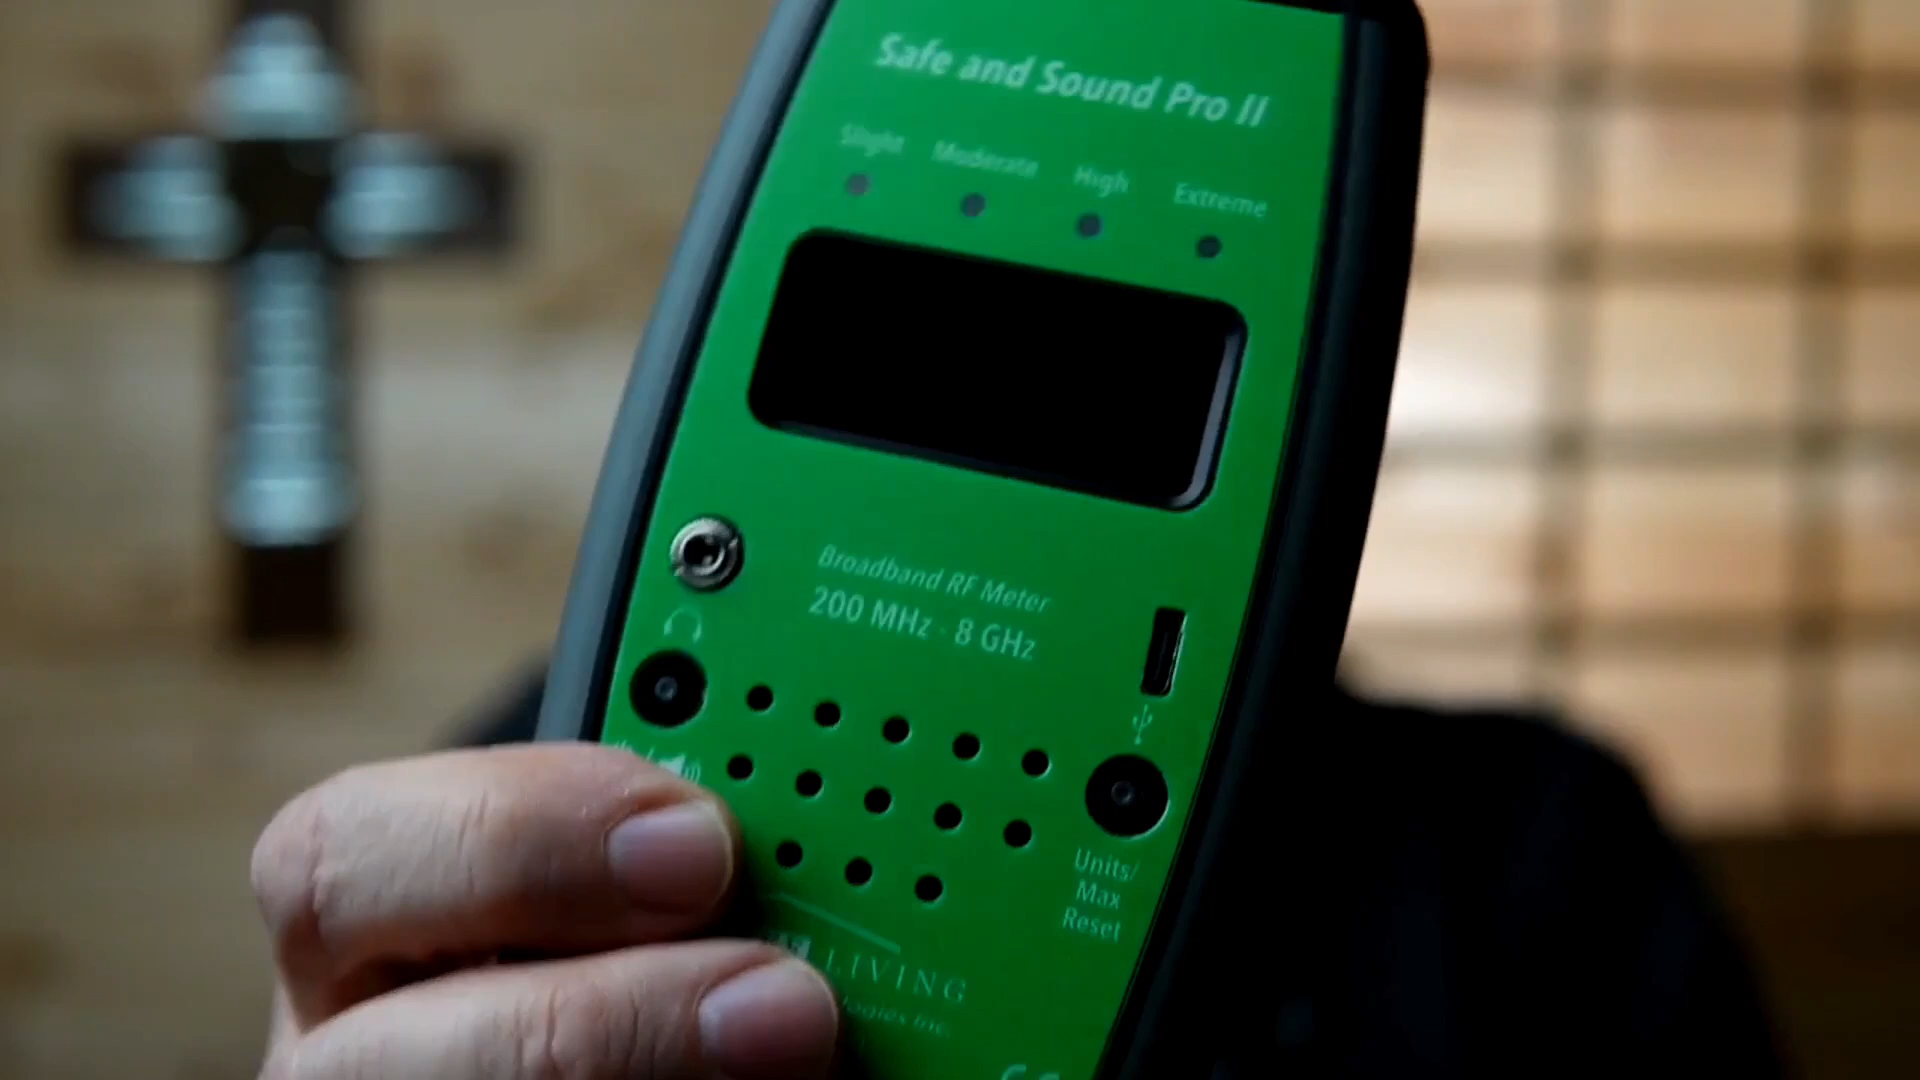 Safe and Sound Pro II
Slight Moderate High Extreme
Broadband RF Meter
200 MHz - 8 GHz
Units/
Max
Reset
LIVING
Inc.